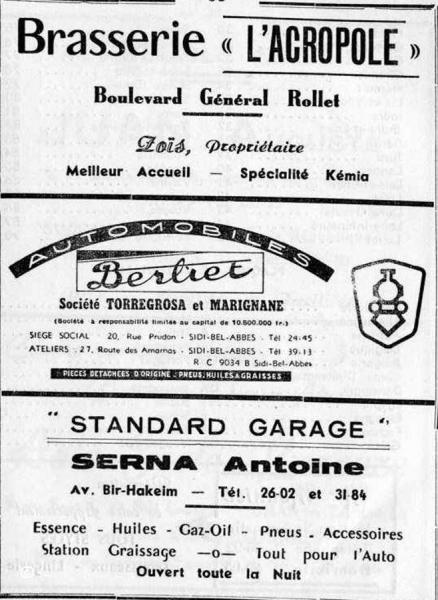 Brasserie « L'ACROPOLE »
Boulevard Général Rollet
Zoïs, Propriétaire
Meilleur Accueil — Spécialité Kémia
AUTOMOBILES
Berliet
Société TORREGROSA et MARIGNANE
(Société à responsabilité limitée au capital de 10.800.000 fr.)
SIEGE SOCIAL - 20, Rue Prudon - SIDI-BEL-ABBES - Tél 24-45
ATELIERS - 27, Route des Amarnas - SIDI-BEL-ABBES - Tél 39-13
R C 9034 B Sidi-Bel-Abbes
PIECES DETACHEES D'ORIGINE - PNEUS, HUILES & GRAISSES
" STANDARD GARAGE "
SERNA Antoine
Av. Bir-Hakeim — Tél. 26-02 et 31 84
Essence - Huiles - Gaz-Oil - Pneus - Accessoires
Station Graissage —o— Tout pour l'Auto
Ouvert toute la Nuit